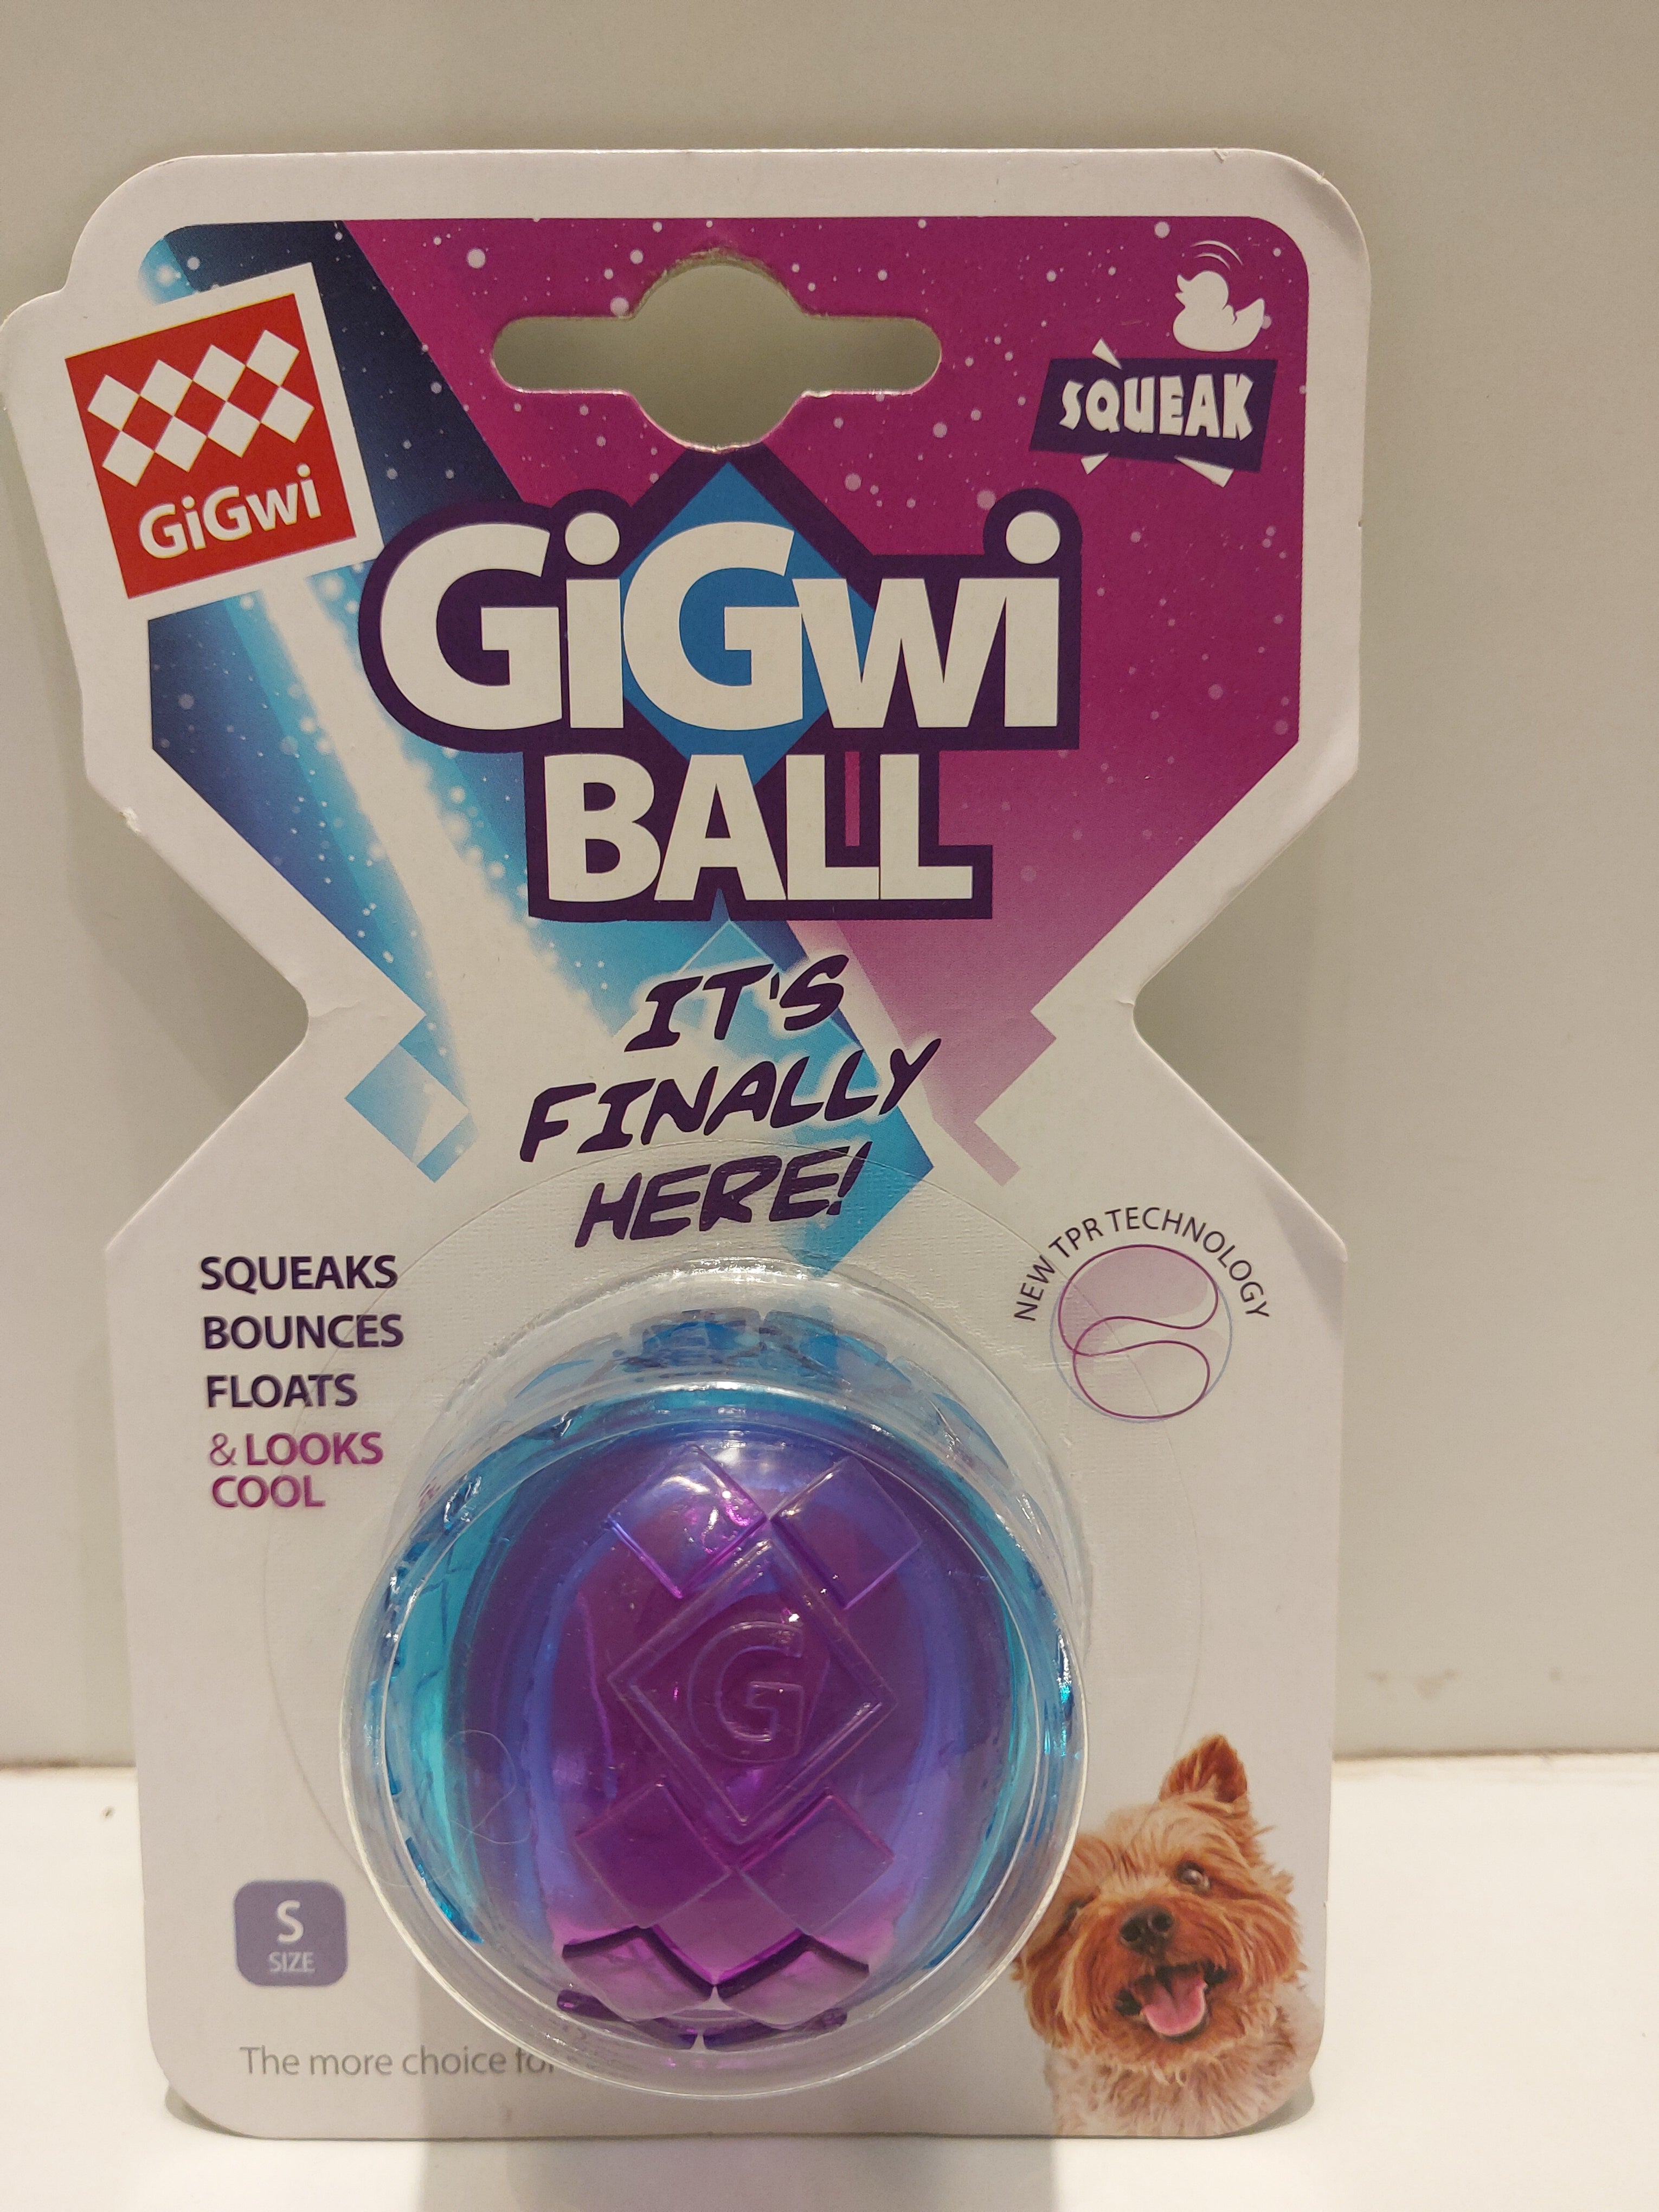 GiGwi
SQUEAK
GiGwi
BALL
IT'S
FINALLY
HERE!
NEW TPR TECHNOLOGY
SQUEAKS
BOUNCES
FLOATS
& LOOKS
COOL
G
S
SIZE
The more choice for